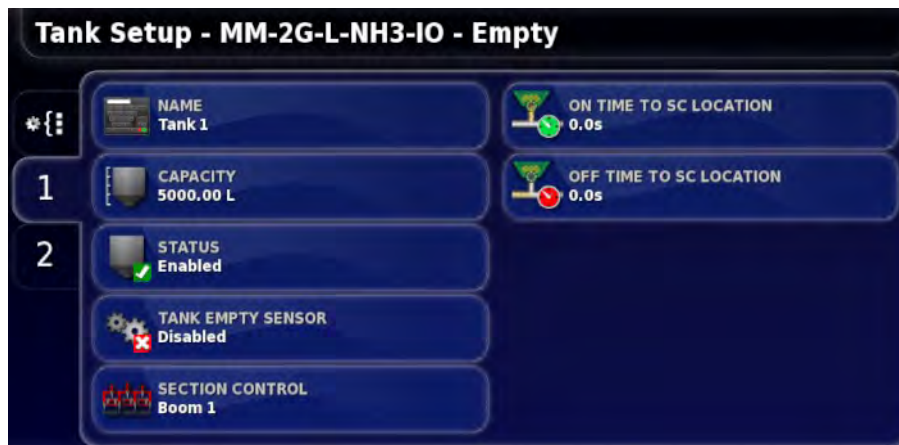 Tank Setup - MM-2G-L-NH3-IO - Empty
1
2
NAME
Tank 1
CAPACITY
5000.00 L
STATUS
Enabled
TANK EMPTY SENSOR
Disabled
SECTION CONTROL
Boom 1
ON TIME TO SC LOCATION
0.0s
OFF TIME TO SC LOCATION
0.0s